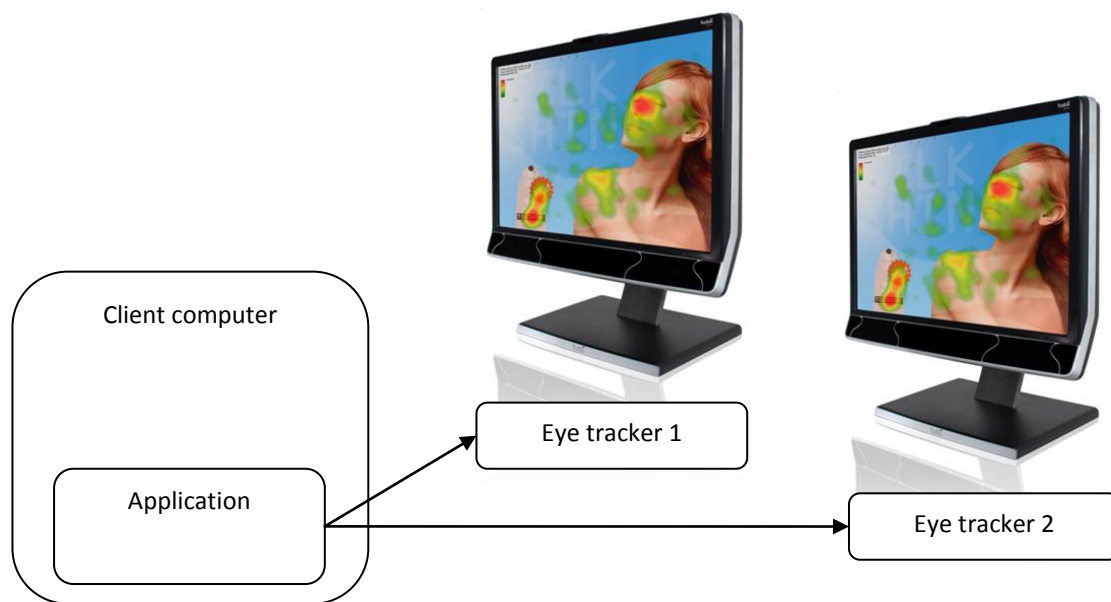 Client computer
Application
Eye tracker 1
Eye tracker 2